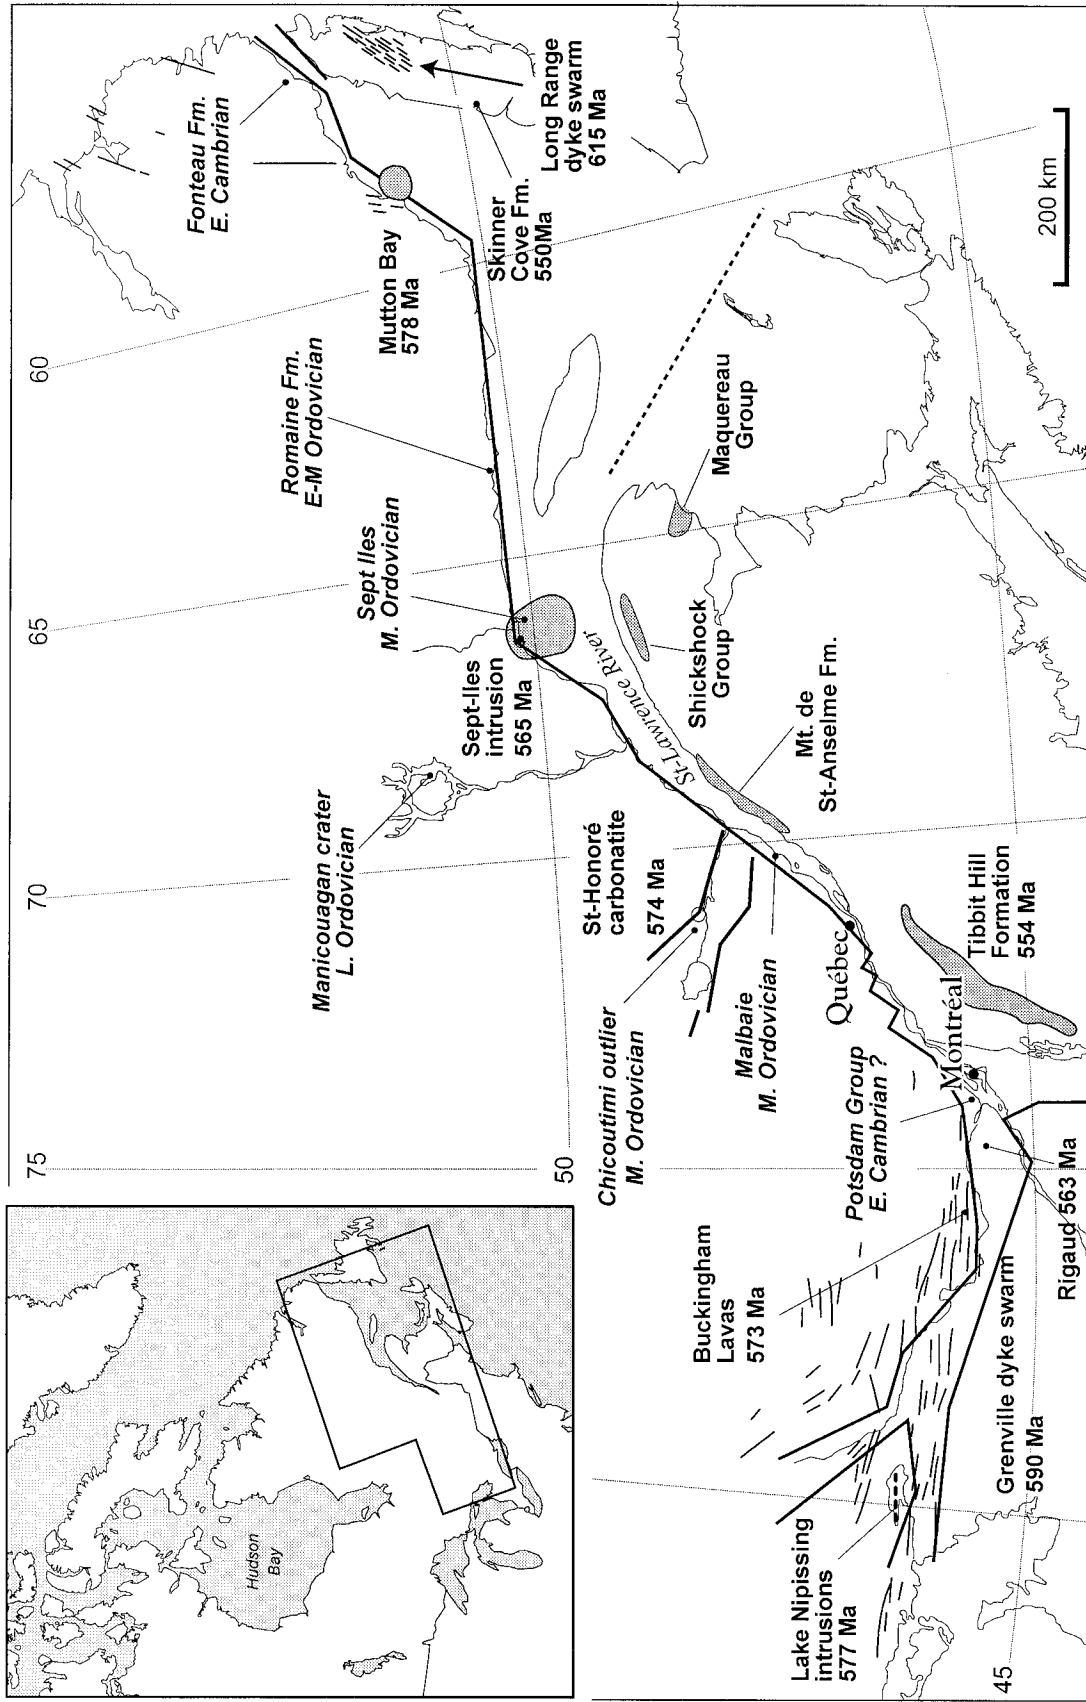 Hudson
Bay
75
70
65
60
50
45
Manicouagan crater
L. Ordovician
Sept-Iles
intrusion
565 Ma
Sept Iles
M. Ordovician
Romaine Fm.
E-M Ordovician
Mutton Bay
578 Ma
Fonteau Fm.
E. Cambrian
Skinner
Cove Fm.
550Ma
Long Range
dyke swarm
615 Ma
Chicoutimi outlier
M. Ordovician
St-Honoré
carbonatite
574 Ma
St-Lawrence River
Shickshock
Group
Maquereau
Group
Mt. de
St-Anselme Fm.
Malbaie
M. Ordovician
Québec
Montréal
Tibbit Hill
Formation
554 Ma
Potsdam Group
E. Cambrian ?
Buckingham
Lavas
573 Ma
Rigaud 563 Ma
Grenville dyke swarm
590 Ma
Lake Nipissing
intrusions
577 Ma
200 km